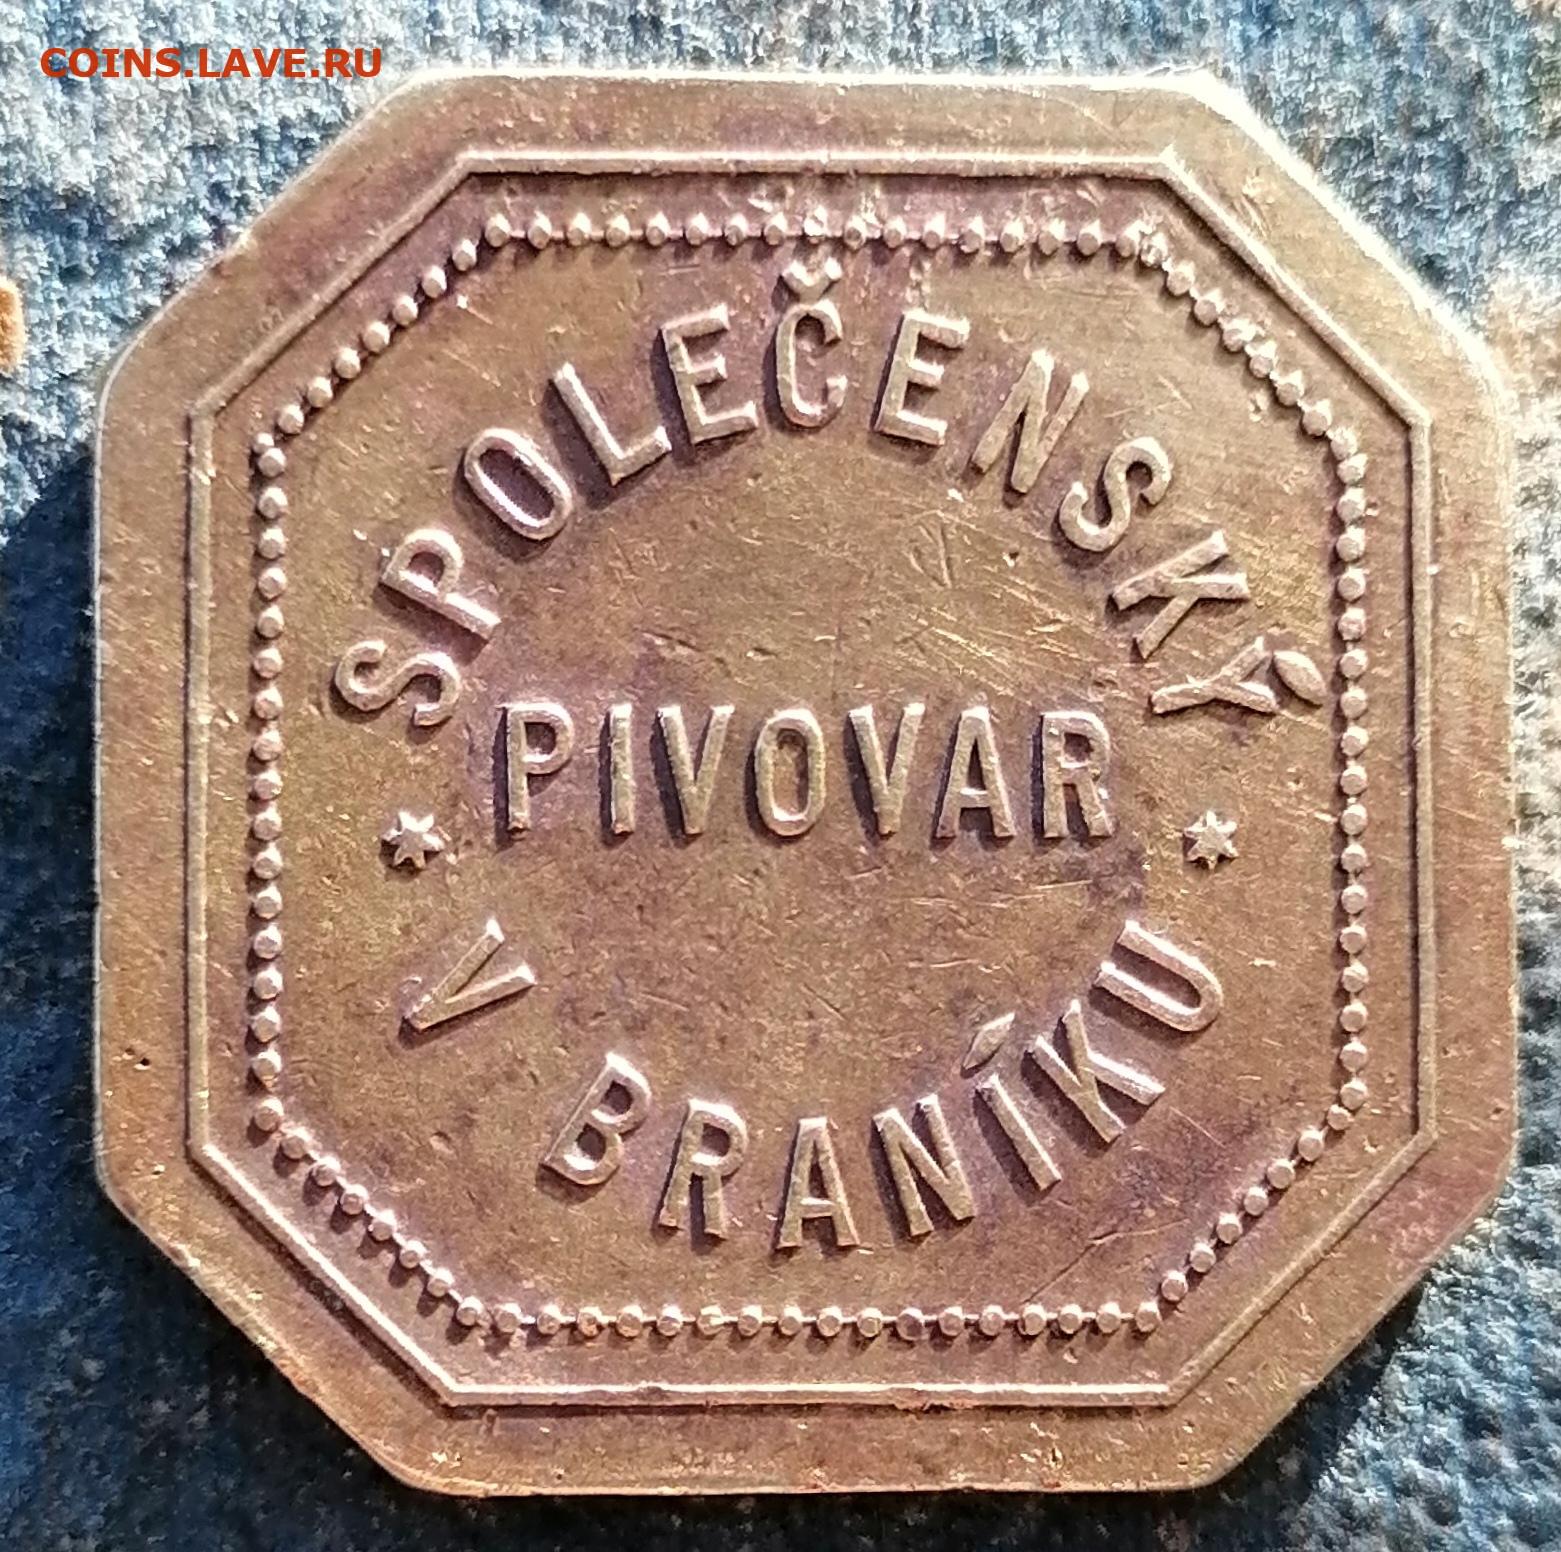 COINS.LAVE.RU
SPOLEČENSKÝ
PIVOVAR
V BRANÍKU